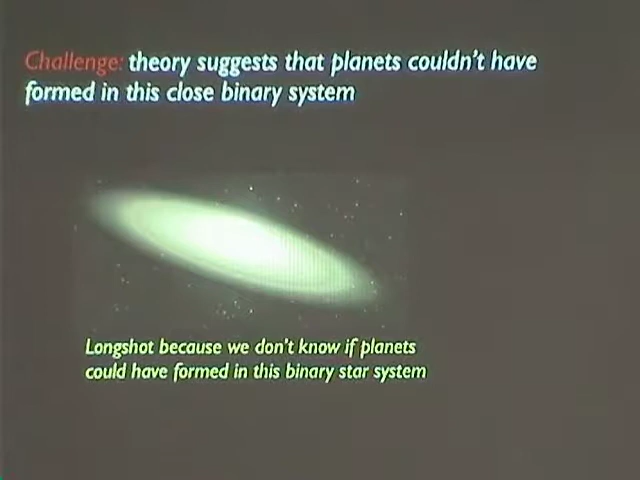 Challenge: theory suggests that planets couldn't have
formed in this close binary system
Longshot because we don't know if planets
could have formed in this binary star system